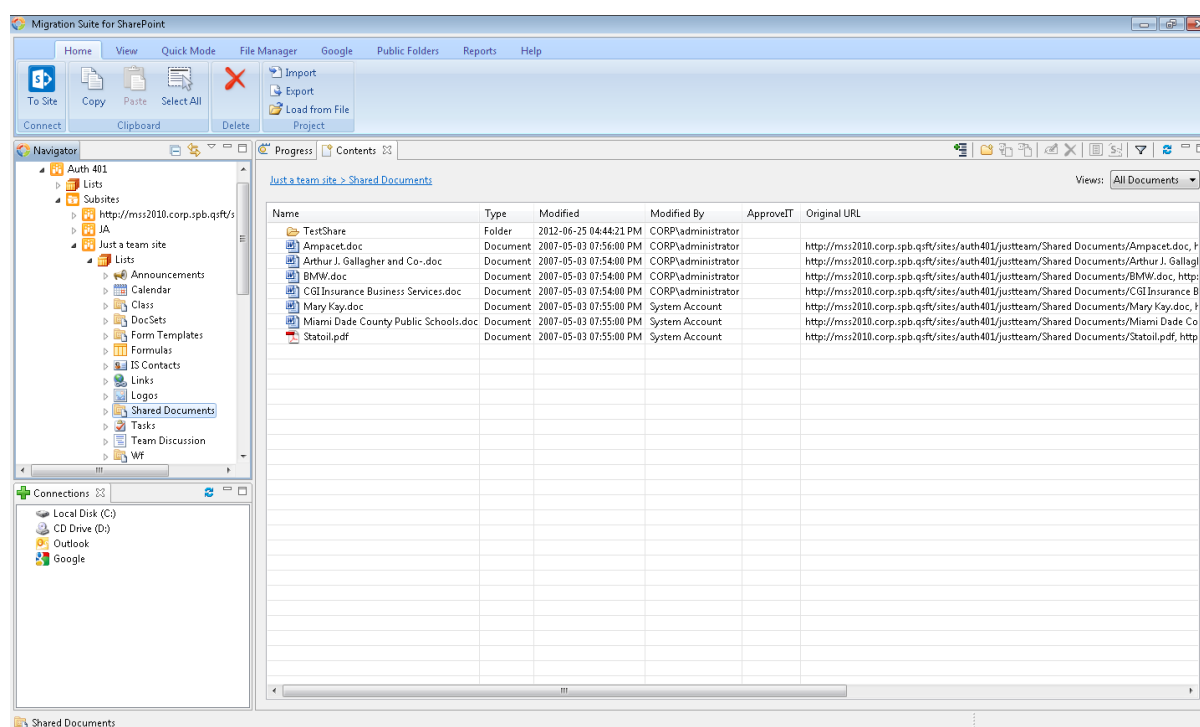 Migration Suite for SharePoint
Home View Quick Mode File Manager Google Public Folders Reports Help
To Site Copy Paste Select All Import
Export
Load from File
Connect Clipboard Delete Project
Navigator
Auth 401
Lists
Subsites
http://mss2010.corp.spb.qsft/s
JA
Just a team site
Lists
Announcements
Calendar
Class
DocSets
Form Templates
Formulas
IS Contacts
Links
Logos
Shared Documents
Tasks
Team Discussion
Wf
Connections
Local Disk (C:)
CD Drive (D:)
Outlook
Google
Progress Contents
Just a team site > Shared Documents Views: All Documents
Name Type Modified Modified By ApproveIT Original URL
TestShare Folder 2012-06-25 04:44:21 PM CORP\administrator
Ampacet.doc Document 2007-05-03 07:56:00 PM CORP\administrator http://mss2010.corp.spb.qsft/sites/auth401/justteam/Shared Documents/Ampacet.doc, h
Arthur J. Gallagher and Co-.doc Document 2007-05-03 07:54:00 PM CORP\administrator http://mss2010.corp.spb.qsft/sites/auth401/justteam/Shared Documents/Arthur J. Gallagl
BMW.doc Document 2007-05-03 07:54:00 PM CORP\administrator http://mss2010.corp.spb.qsft/sites/auth401/justteam/Shared Documents/BMW.doc, http:
CGI Insurance Business Services.doc Document 2007-05-03 07:54:00 PM CORP\administrator http://mss2010.corp.spb.qsft/sites/auth401/justteam/Shared Documents/CGI Insurance B
Mary Kay.doc Document 2007-05-03 07:55:00 PM System Account http://mss2010.corp.spb.qsft/sites/auth401/justteam/Shared Documents/Mary Kay.doc, h
Miami Dade County Public Schools.doc Document 2007-05-03 07:55:00 PM System Account http://mss2010.corp.spb.qsft/sites/auth401/justteam/Shared Documents/Miami Dade Co
Statoil.pdf Document 2007-05-03 07:55:00 PM System Account http://mss2010.corp.spb.qsft/sites/auth401/justteam/Shared Documents/Statoil.pdf, http
Shared Documents